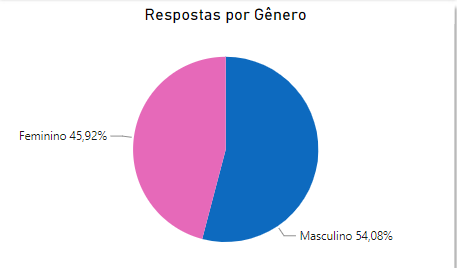 Respostas por Gênero
Feminino 45,92%
Masculino 54,08%